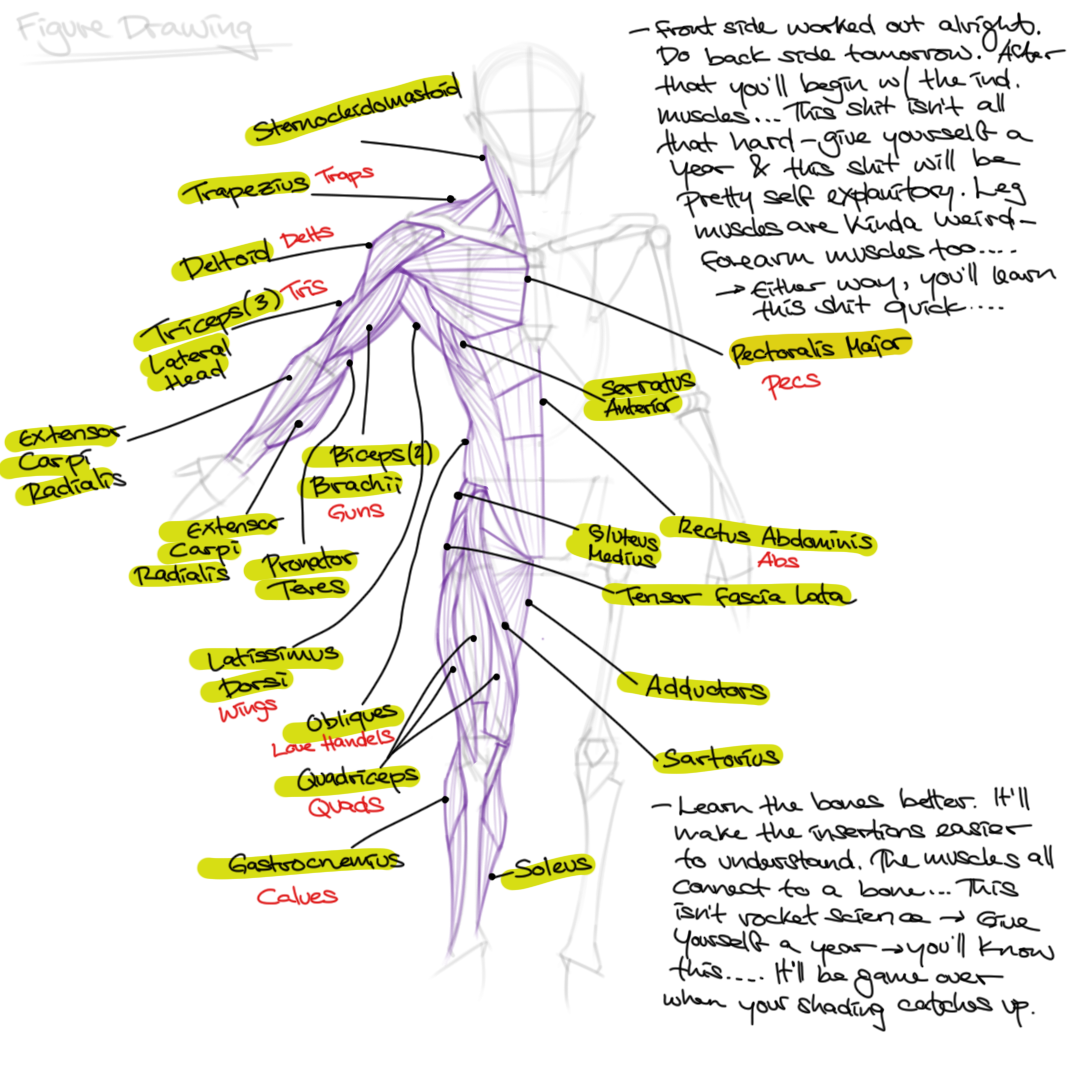 Figure Drawing
- Front side worked out alright.
Do back side tomorrow. After
that you'll begin w/ the ind.
muscles... This shit isn't all
that hard - give yourself a
year & this shit will be
pretty self explanitory. Leg
muscles are kinda weird -
forearm muscles too....
→ Either way, you'll learn
this shit quick....
Sternocleidomastoid
Trapezius Traps
Deltoid Delts
Triceps (3) Tris
Lateral
Head
Extensor
Carpi
Radialis
Extensor
Carpi
Radialis
Biceps (2)
Brachii
Guns
Pronator
Teres
Latissimus
Dorsi
Wings
Obliques
Love Handels
Quadriceps
Quads
Gastrocnemius
Calves
Pectoralis Major
Pecs
Serratus
Anterior
Rectus Abdominis
Abs
Gluteus
Medius
Tensor Fascia Lata
Adductors
Sartorius
Soleus
- Learn the bones better. It'll
make the insertions easier
to understand. The muscles all
connect to a bone... This
isn't rocket science → Give
yourself a year → you'll know
this.... It'll be game over
when your shading catches up.